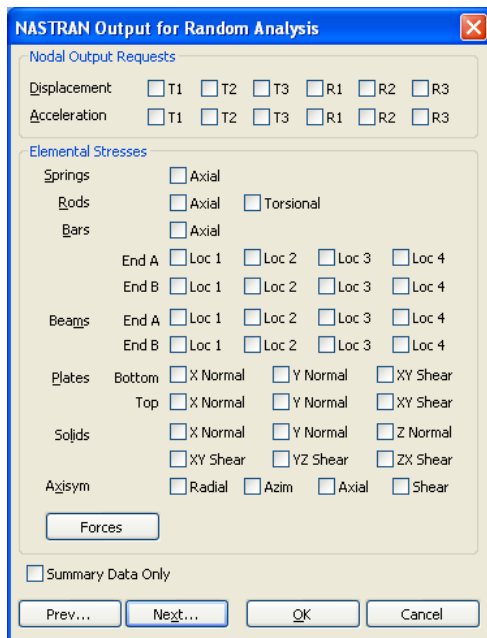 NASTRAN Output for Random Analysis
Nodal Output Requests
Displacement T1 T2 T3 R1 R2 R3
Acceleration T1 T2 T3 R1 R2 R3
Elemental Stresses
Springs Axial
Rods Axial Torsional
Bars Axial
End A Loc 1 Loc 2 Loc 3 Loc 4
End B Loc 1 Loc 2 Loc 3 Loc 4
Beams End A Loc 1 Loc 2 Loc 3 Loc 4
End B Loc 1 Loc 2 Loc 3 Loc 4
Plates Bottom X Normal Y Normal XY Shear
Top X Normal Y Normal XY Shear
Solids X Normal Y Normal Z Normal
XY Shear YZ Shear ZX Shear
Axisym Radial Azim Axial Shear
Forces
Summary Data Only
Prev... Next... OK Cancel